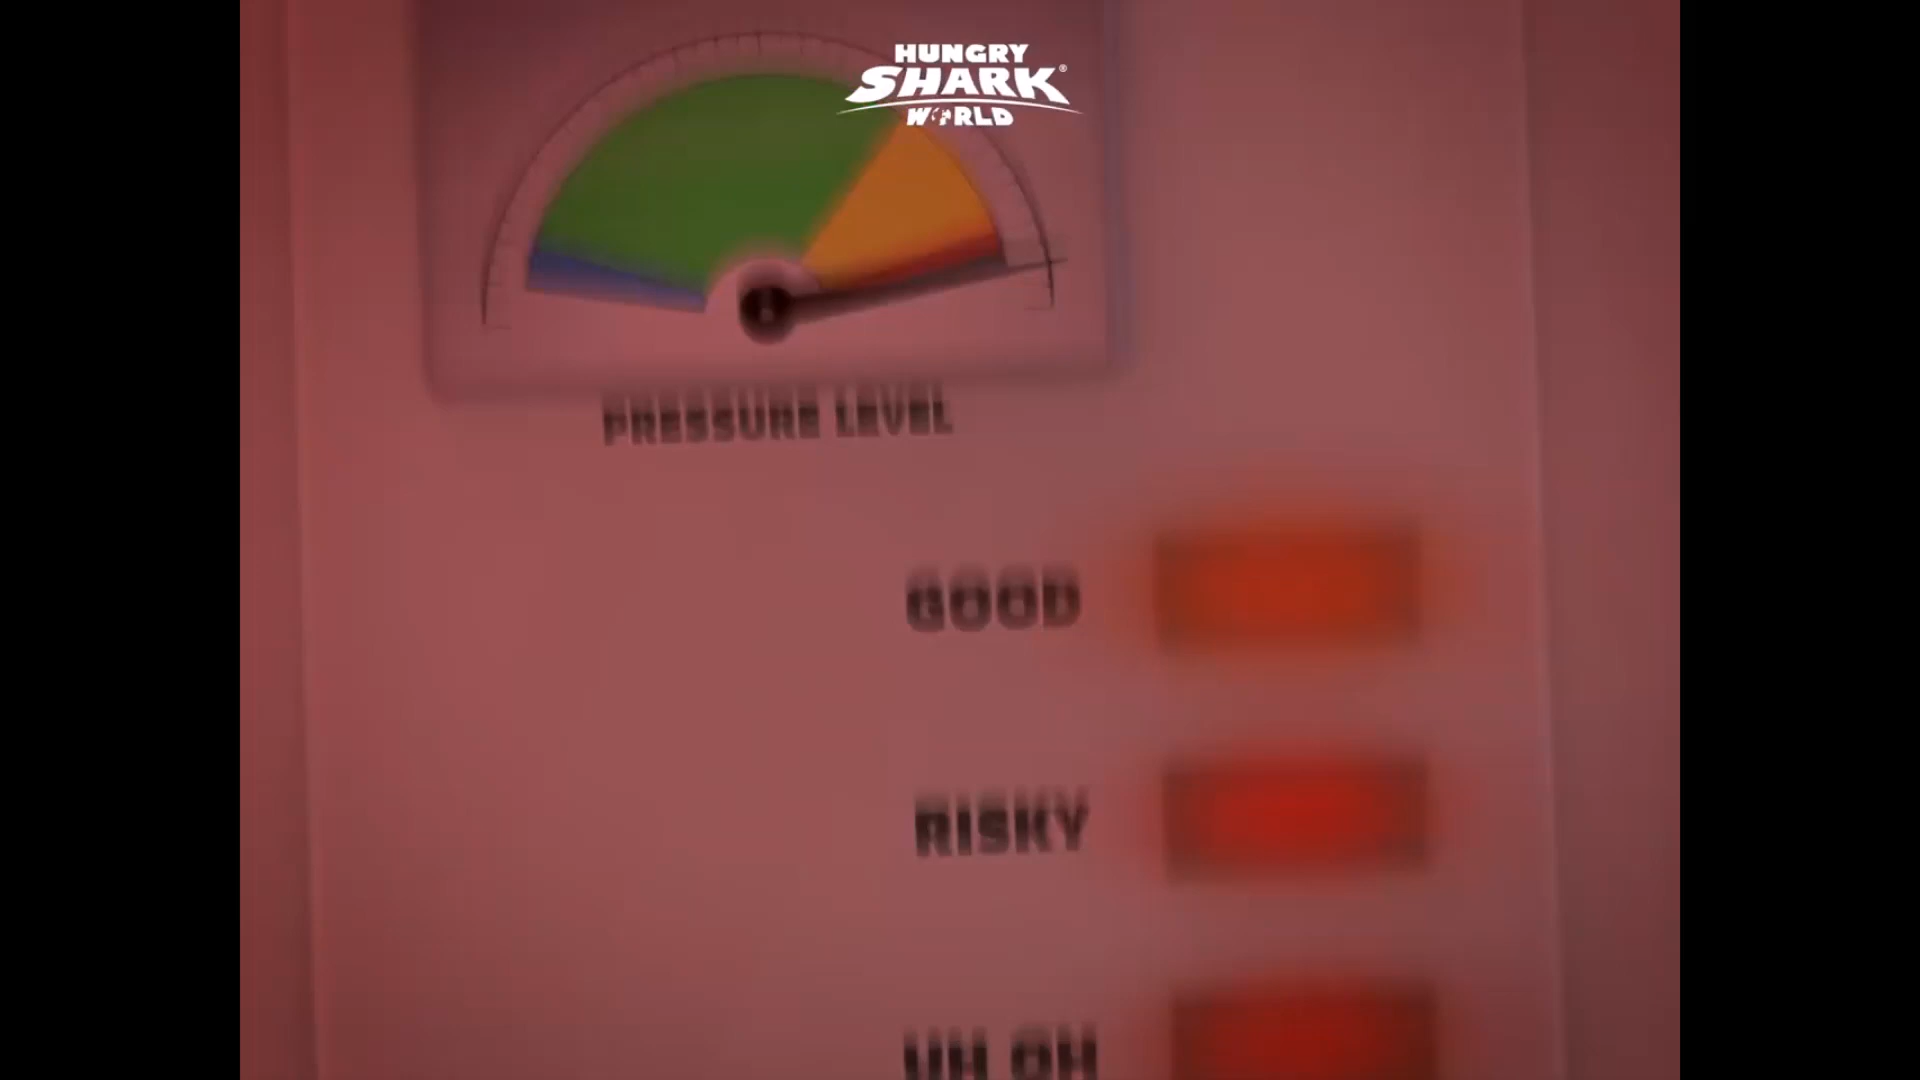 HUNGRY
SHARK®
WORLD
PRESSURE LEVEL
GOOD
RISKY
UH OH